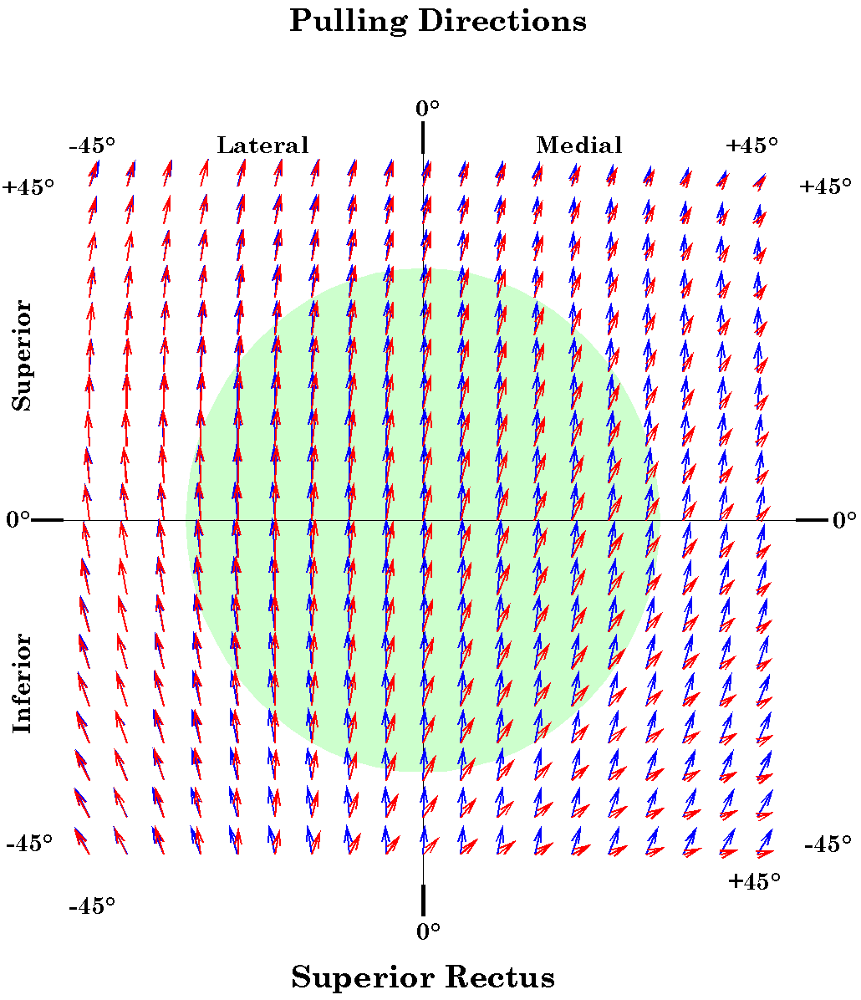 Pulling Directions
0°
-45° Lateral Medial +45°
+45° +45°
Superior
0° 0°
Inferior
-45° -45°
+45°
-45°
0°
Superior Rectus